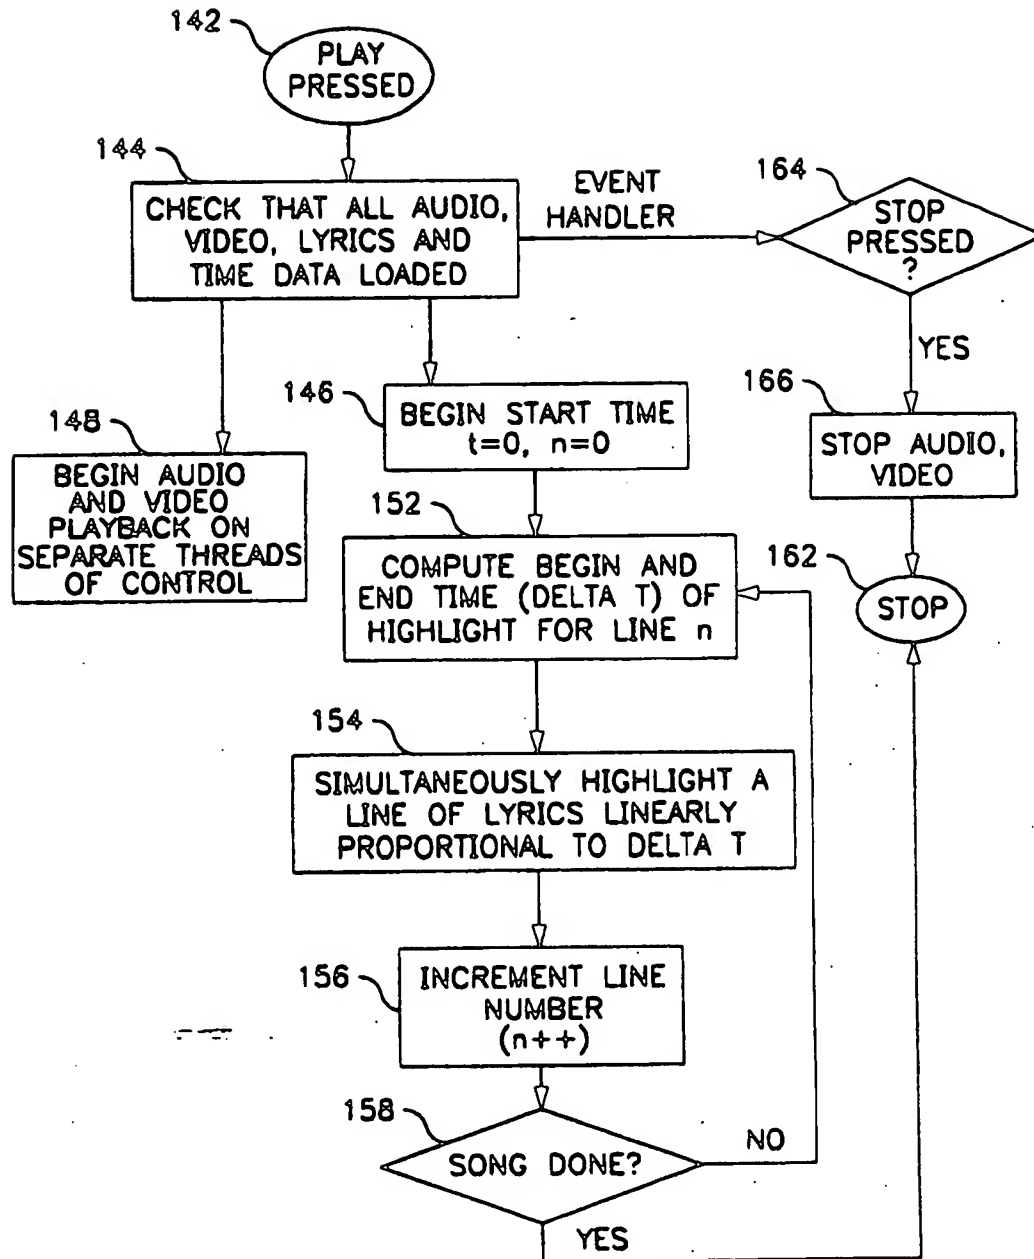 142
PLAY
PRESSED
144
CHECK THAT ALL AUDIO,
VIDEO, LYRICS AND
TIME DATA LOADED
EVENT
HANDLER
164
STOP
PRESSED
?
YES
148
BEGIN AUDIO
AND VIDEO
PLAYBACK ON
SEPARATE THREADS
OF CONTROL
146
BEGIN START TIME
t=0, n=0
166
STOP AUDIO,
VIDEO
152
COMPUTE BEGIN AND
END TIME (DELTA T) OF
HIGHLIGHT FOR LINE n
162
STOP
154
SIMULTANEOUSLY HIGHLIGHT A
LINE OF LYRICS LINEARLY
PROPORTIONAL TO DELTA T
156
INCREMENT LINE
NUMBER
(n++)
158
SONG DONE?
NO
YES